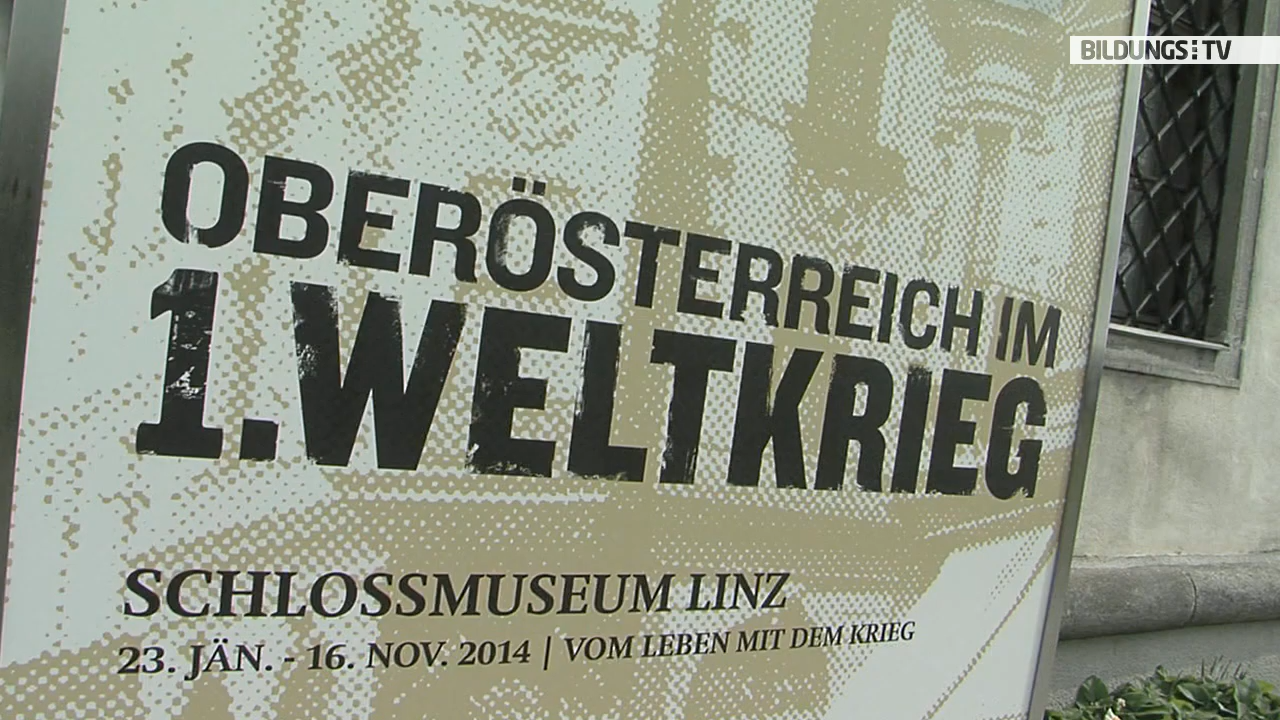 BILDUNGS TV
OBERÖSTERREICH IM
1. WELTKRIEG
SCHLOSSMUSEUM LINZ
23. JÄN. - 16. NOV. 2014 | VOM LEBEN MIT DEM KRIEG